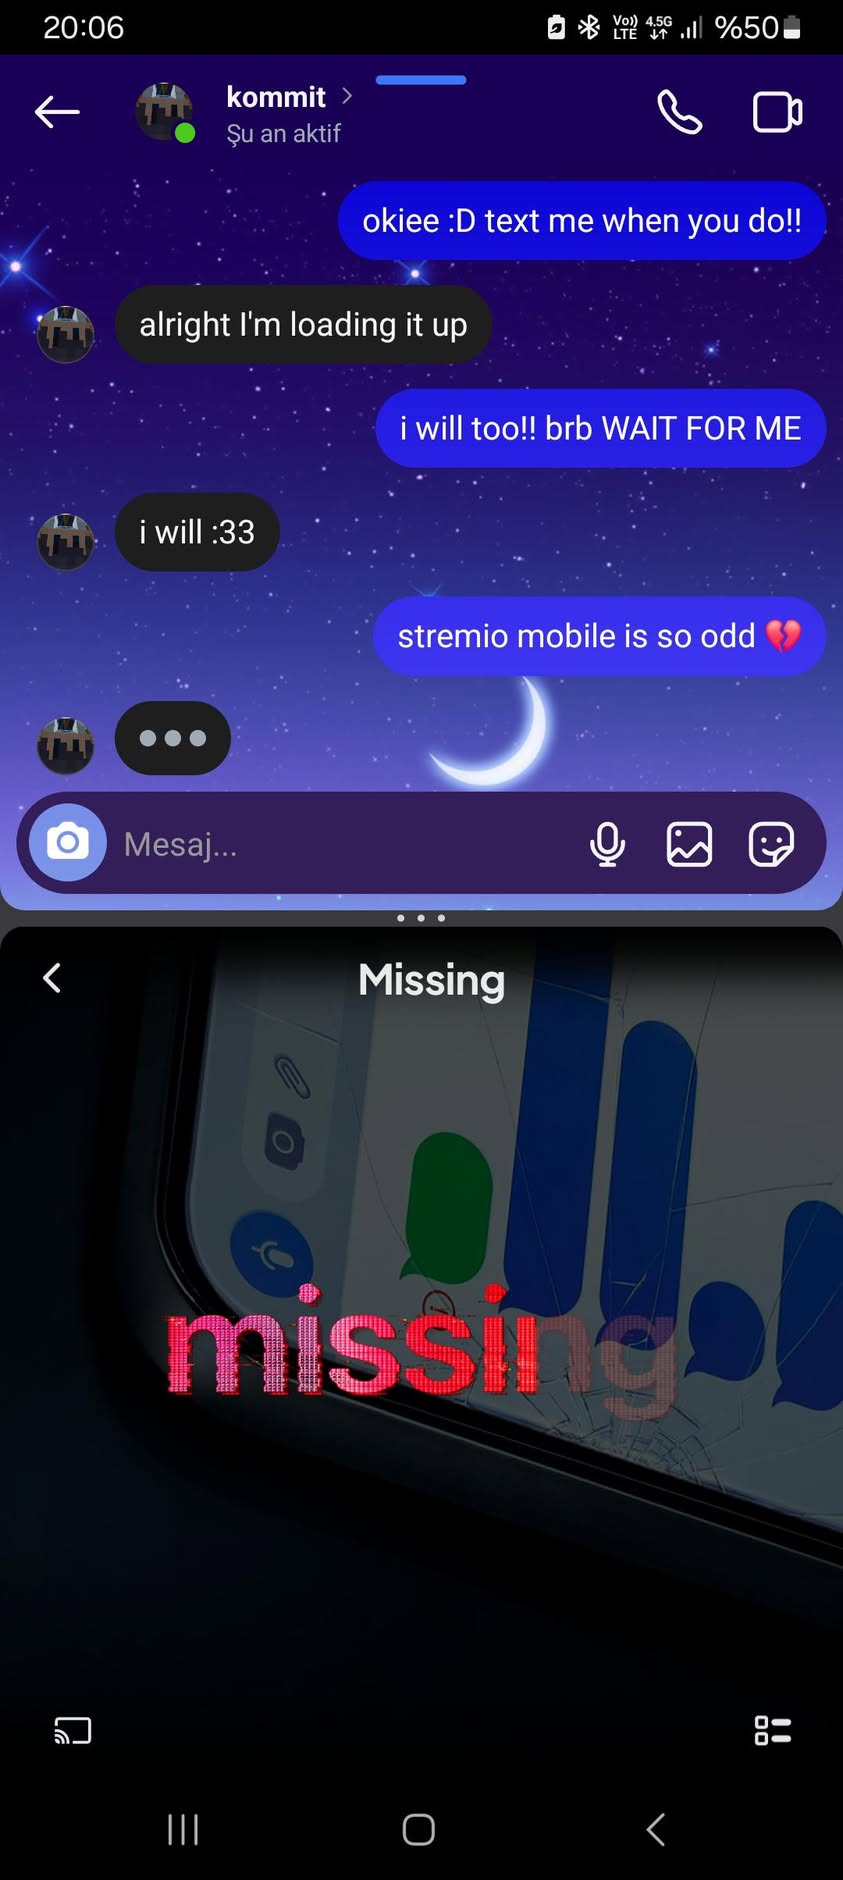 20:06
Vo)) LTE 4.5G %50
kommit
Şu an aktif
okiee :D text me when you do!!
alright I'm loading it up
i will too!! brb WAIT FOR ME
i will :33
stremio mobile is so odd 💔
Mesaj...
Missing
missing